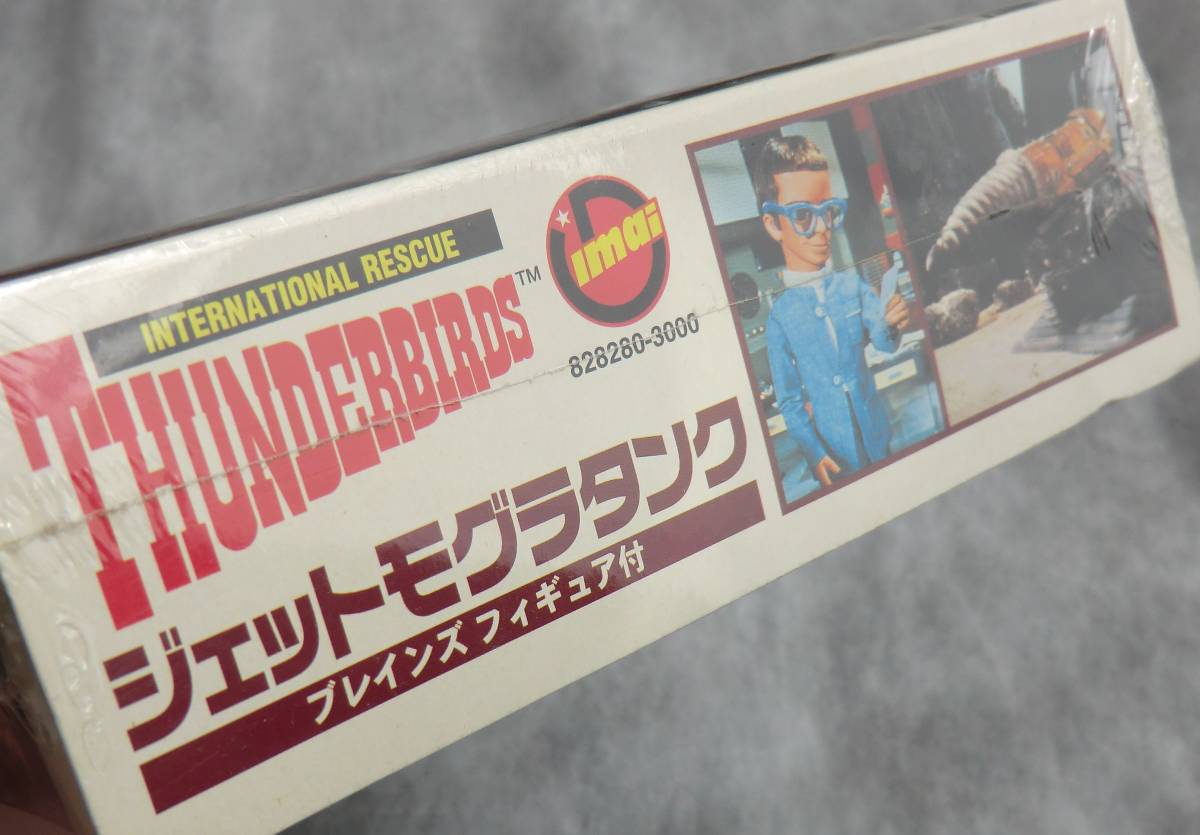 INTERNATIONAL RESCUE
THUNDERBIRDS™
imai
828280-3000
ジェットモグラタンク
ブレインズ フィギュア付